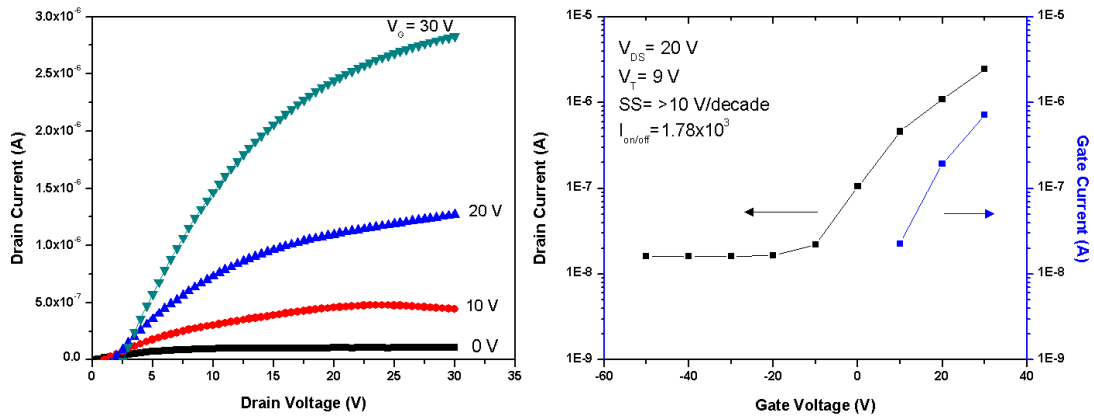 3.0x10⁻⁶
2.5x10⁻⁶
2.0x10⁻⁶
1.5x10⁻⁶
1.0x10⁻⁶
5.0x10⁻⁷
0.0
Drain Current (A)
V_G = 30 V
20 V
10 V
0 V
0 5 10 15 20 25 30 35
Drain Voltage (V)
1E-5
1E-6
1E-7
1E-8
1E-9
Drain Current (A)
V_DS= 20 V
V_T= 9 V
SS= >10 V/decade
I_on/off=1.78x10³
1E-5
1E-6
1E-7
1E-8
1E-9
Gate Current (A)
-60 -40 -20 0 20 40
Gate Voltage (V)